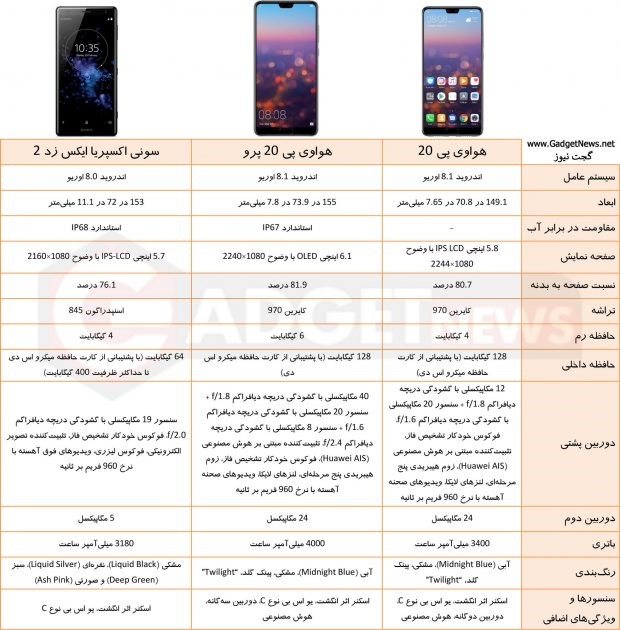 www.GadgetNews.net
گجت نیوز
هواوی پی 20
هواوی پی 20 پرو
سونی اکسپریا ایکس زد 2
سیستم عامل
اندروید 8.1 اوریو
اندروید 8.1 اوریو
اندروید 8.0 اوریو
ابعاد
149.1 در 70.8 در 7.65 میلی‌متر
155 در 73.9 در 7.8 میلی‌متر
153 در 72 در 11.1 میلی‌متر
مقاومت در برابر آب
–
استاندارد IP67
استاندارد IP68
صفحه نمایش
5.8 اینچی IPS LCD با وضوح
1080×2244
6.1 اینچی OLED با وضوح 1080×2240
5.7 اینچی IPS-LCD با وضوح 1080×2160
نسبت صفحه به بدنه
80.7 درصد
81.9 درصد
76.1 درصد
تراشه
کایرین 970
کایرین 970
اسنپدراگون 845
حافظه رم
4 گیگابایت
6 گیگابایت
4 گیگابایت
حافظه داخلی
128 گیگابایت (با پشتیبانی از کارت
حافظه میکرو اس دی)
128 گیگابایت (با پشتیبانی از کارت حافظه میکرو اس
دی)
64 گیگابایت (با پشتیبانی از کارت حافظه میکرو اس دی
تا حداکثر ظرفیت 400 گیگابایت)
دوربین پشتی
12 مگاپیکسلی با گشودگی دریچه
دیافراگم f/1.8 + سنسور 20 مگاپیکسلی
با گشودگی دریچه دیافراگم f/1.6،
فوکوس خودکار تشخیص فاز،
تثبیت‌کننده مبتنی بر هوش مصنوعی
(Huawei AIS)، زوم هیبریدی پنج
مرحله‌ای، لنزهای لایکا، ویدیوهای صحنه
آهسته با نرخ 960 فریم بر ثانیه
40 مگاپیکسلی با گشودگی دریچه دیافراگم f/1.8 +
سنسور 20 مگاپیکسلی با گشودگی دریچه دیافراگم
f/1.6 + سنسور 8 مگاپیکسلی با گشودگی دریچه
دیافراگم f/2.4، تثبیت‌کننده مبتنی بر هوش مصنوعی
(Huawei AIS)، فوکوس خودکار تشخیص فاز، زوم
هیبریدی پنج مرحله‌ای، لنزهای لایکا، ویدیوهای صحنه
آهسته با نرخ 960 فریم بر ثانیه
سنسور 19 مگاپیکسلی با گشودگی دریچه دیافراگم
f/2.0، فوکوس خودکار تشخیص فاز، تثبیت‌کننده تصویر
الکترونیکی، فوکوس لیزری، ویدیوهای فوق آهسته با
نرخ 960 فریم بر ثانیه
دوربین دوم
24 مگاپیکسل
24 مگاپیکسل
5 مگاپیکسل
باتری
3400 میلی‌آمپر ساعت
4000 میلی‌آمپر ساعت
3180 میلی‌آمپر ساعت
رنگ‌بندی
آبی (Midnight Blue)، مشکی، پینک
گلد، "Twilight"
آبی (Midnight Blue)، مشکی، پینک گلد، "Twilight"
مشکی (Liquid Black)، نقره‌ای (Liquid Silver)، سبز
(Deep Green) و صورتی (Ash Pink)
سنسورها و
ویژگی‌های اضافی
اسکنر اثر انگشت، یو اس بی نوع C،
دوربین دوگانه، هوش مصنوعی
اسکنر اثر انگشت، یو اس بی نوع C، دوربین سه‌گانه،
هوش مصنوعی
اسکنر اثر انگشت، یو اس بی نوع C
10:35
08:08
08:08
GADGETNEWS